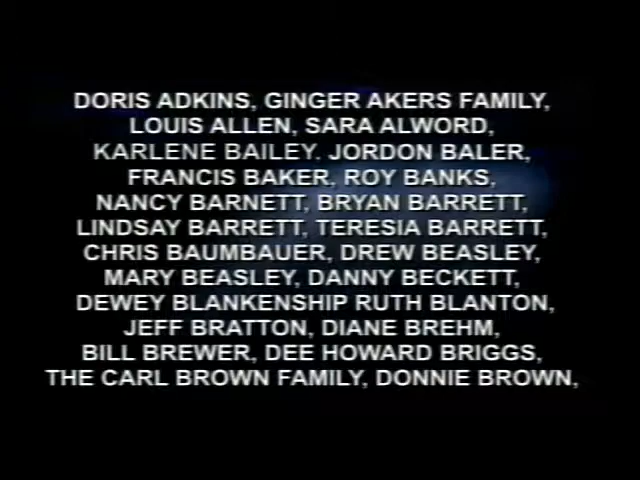 DORIS ADKINS, GINGER AKERS FAMILY,
LOUIS ALLEN, SARA ALWORD,
KARLENE BAILEY. JORDON BALER,
FRANCIS BAKER, ROY BANKS,
NANCY BARNETT, BRYAN BARRETT,
LINDSAY BARRETT, TERESIA BARRETT,
CHRIS BAUMBAUER, DREW BEASLEY,
MARY BEASLEY, DANNY BECKETT,
DEWEY BLANKENSHIP RUTH BLANTON,
JEFF BRATTON, DIANE BREHM,
BILL BREWER, DEE HOWARD BRIGGS,
THE CARL BROWN FAMILY, DONNIE BROWN,